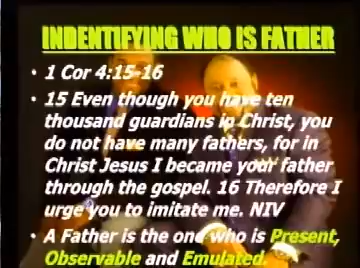 INDENTIFYING WHO IS FATHER
• 1 Cor 4:15-16
• 15 Even though you have ten
thousand guardians in Christ, you
do not have many fathers, for in
Christ Jesus I became your father
through the gospel. 16 Therefore I
urge you to imitate me. NIV
• A Father is the one who is Present,
Observable and Emulated.